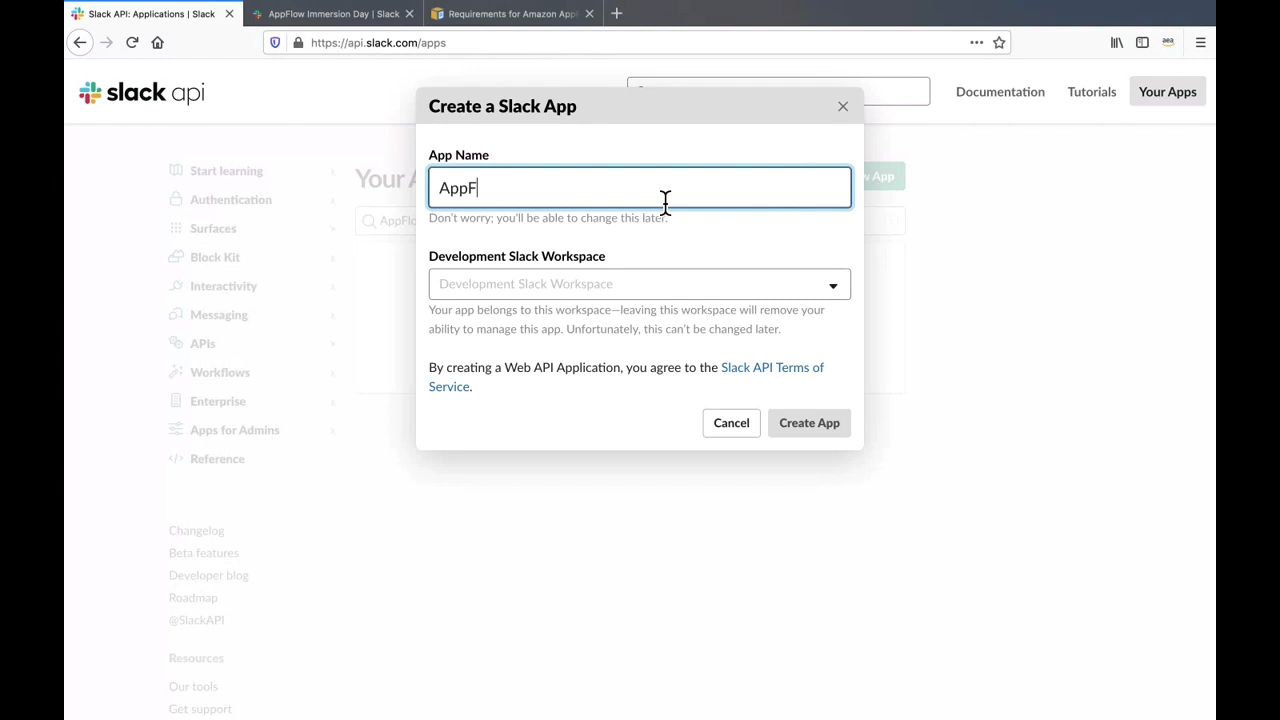 Slack API: Applications | Slack
AppFlow Immersion Day | Slack
Requirements for Amazon App
https://api.slack.com/apps
slack api
Documentation
Tutorials
Your Apps
Create a Slack App
App Name
AppF
Don't worry; you'll be able to change this later.
Development Slack Workspace
Development Slack Workspace
Your app belongs to this workspace—leaving this workspace will remove your
ability to manage this app. Unfortunately, this can't be changed later.
By creating a Web API Application, you agree to the Slack API Terms of
Service.
Cancel
Create App
Your A
w App
AppFlo
Start learning
Authentication
Surfaces
Block Kit
Interactivity
Messaging
APIs
Workflows
Enterprise
Apps for Admins
Reference
Changelog
Beta features
Developer blog
Roadmap
@SlackAPI
Resources
Our tools
Get support